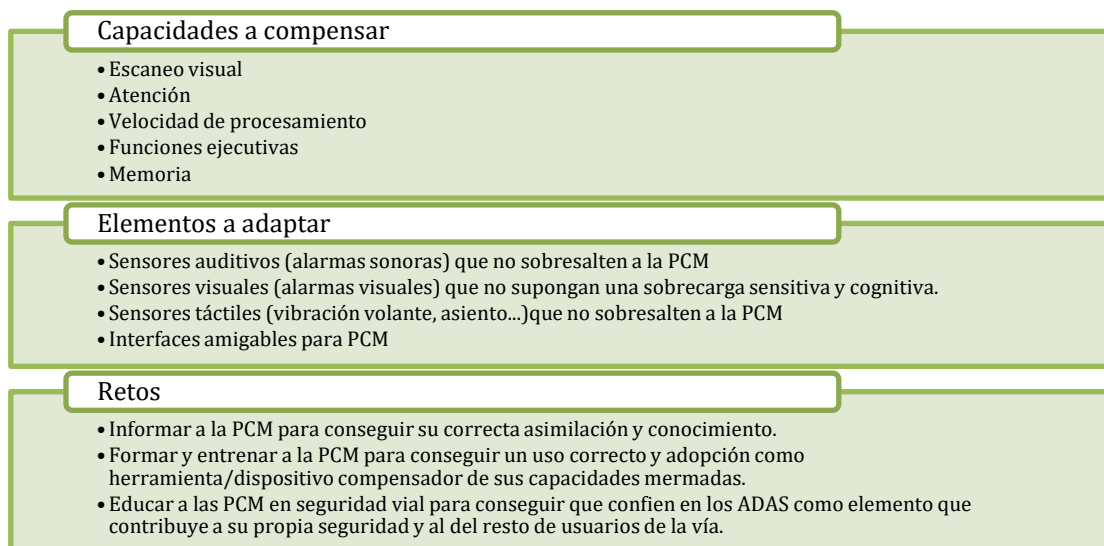 Capacidades a compensar
• Escaneo visual
• Atención
• Velocidad de procesamiento
• Funciones ejecutivas
• Memoria
Elementos a adaptar
• Sensores auditivos (alarmas sonoras) que no sobresalten a la PCM
• Sensores visuales (alarmas visuales) que no supongan una sobrecarga sensitiva y cognitiva.
• Sensores táctiles (vibración volante, asiento...)que no sobresalten a la PCM
• Interfaces amigables para PCM
Retos
• Informar a la PCM para conseguir su correcta asimilación y conocimiento.
• Formar y entrenar a la PCM para conseguir un uso correcto y adopción como
herramienta/dispositivo compensador de sus capacidades mermadas.
• Educar a las PCM en seguridad vial para conseguir que confien en los ADAS como elemento que
contribuye a su propia seguridad y al del resto de usuarios de la vía.